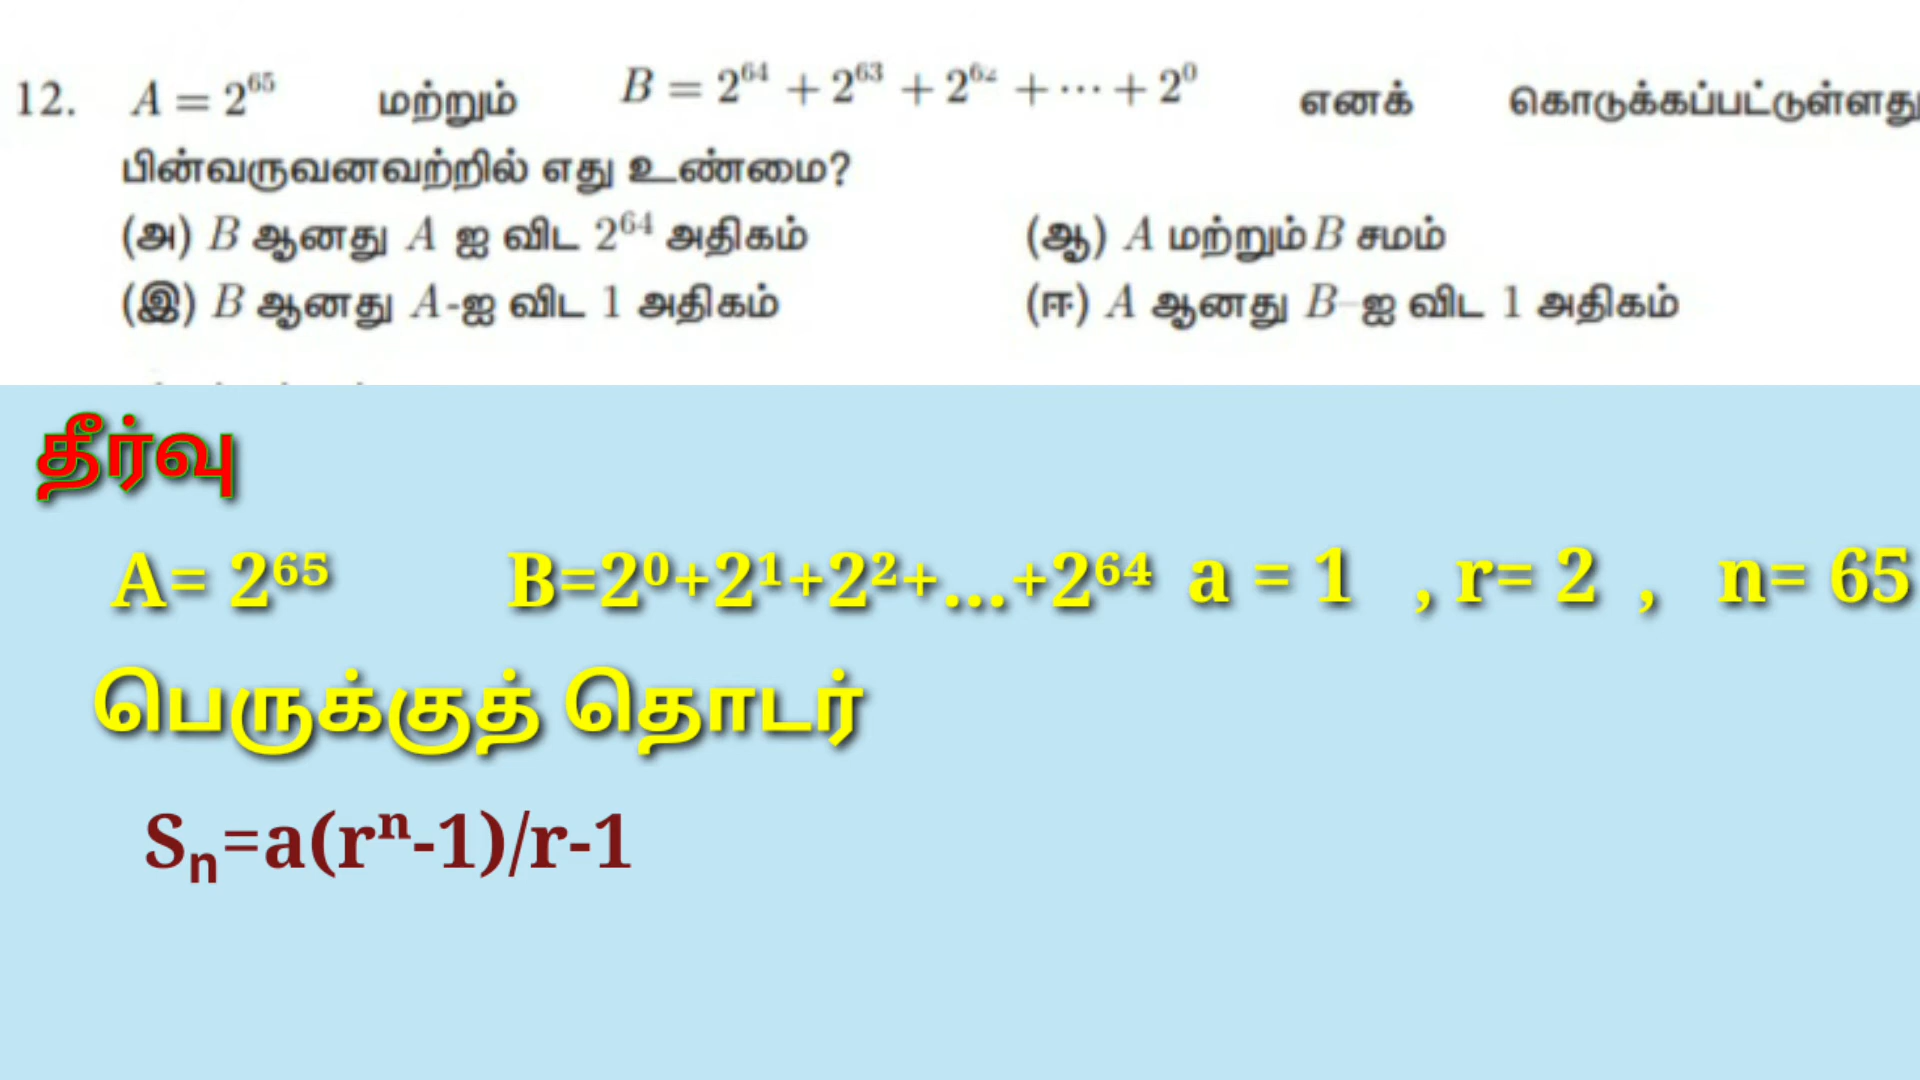 12. A = 2⁶⁵ மற்றும் B = 2⁶⁴ + 2⁶³ + 2⁶² + ⋯ + 2⁰ எனக் கொடுக்கப்பட்டுள்ளது
பின்வருவனவற்றில் எது உண்மை?
(அ) B ஆனது A ஐ விட 2⁶⁴ அதிகம் (ஆ) A மற்றும் B சமம்
(இ) B ஆனது A-ஐ விட 1 அதிகம் (ஈ) A ஆனது B–ஐ விட 1 அதிகம்
தீர்வு
A= 2⁶⁵ B=2⁰+2¹+2²+...+2⁶⁴ a = 1 , r= 2 , n= 65
பெருக்குத் தொடர்
Sₙ=a(rⁿ-1)/r-1